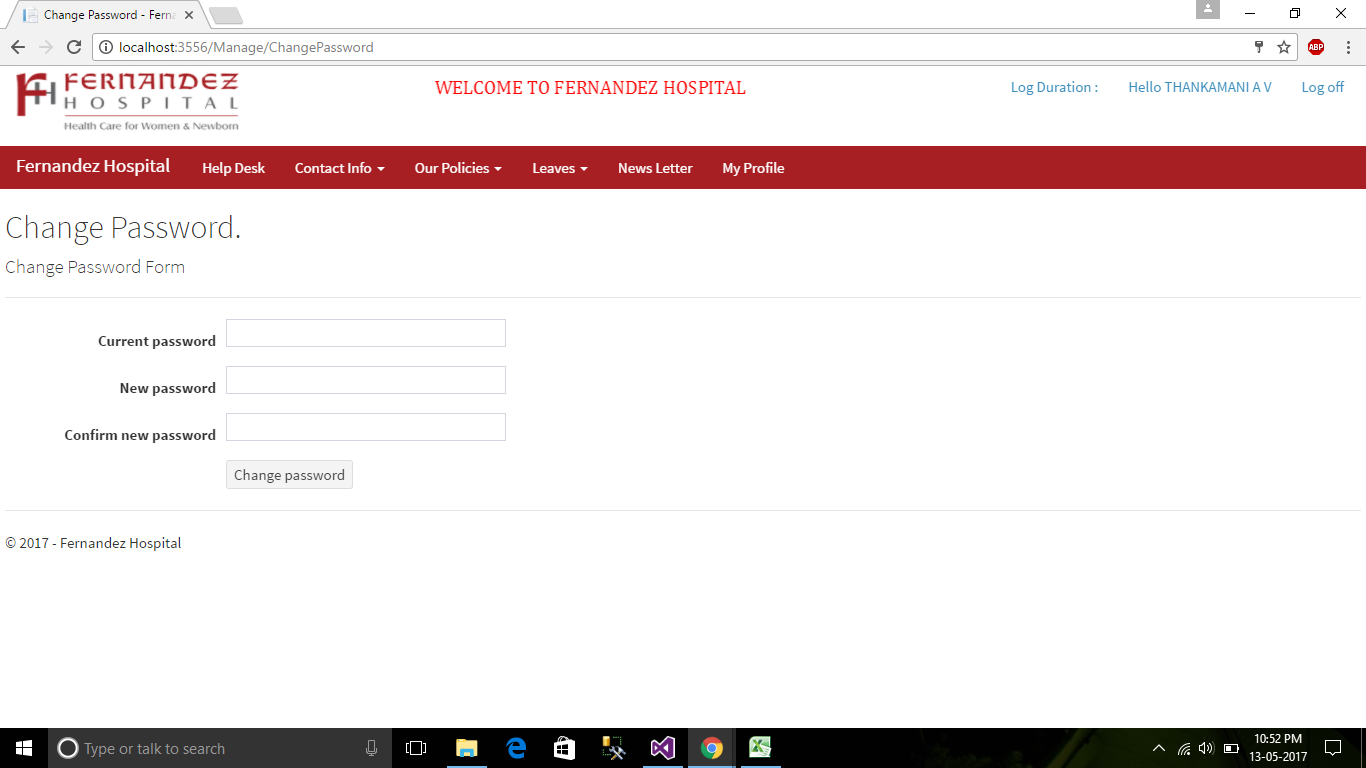 Change Password - Fern
localhost:3556/Manage/ChangePassword
ABP
FERNANDEZ
HOSPITAL
Health Care for Women & Newborn
WELCOME TO FERNANDEZ HOSPITAL
Log Duration :
Hello THANKAMANI A V
Log off
Fernandez Hospital
Help Desk
Contact Info
Our Policies
Leaves
News Letter
My Profile
Change Password.
Change Password Form
Current password
New password
Confirm new password
Change password
© 2017 - Fernandez Hospital
Type or talk to search
10:52 PM
13-05-2017